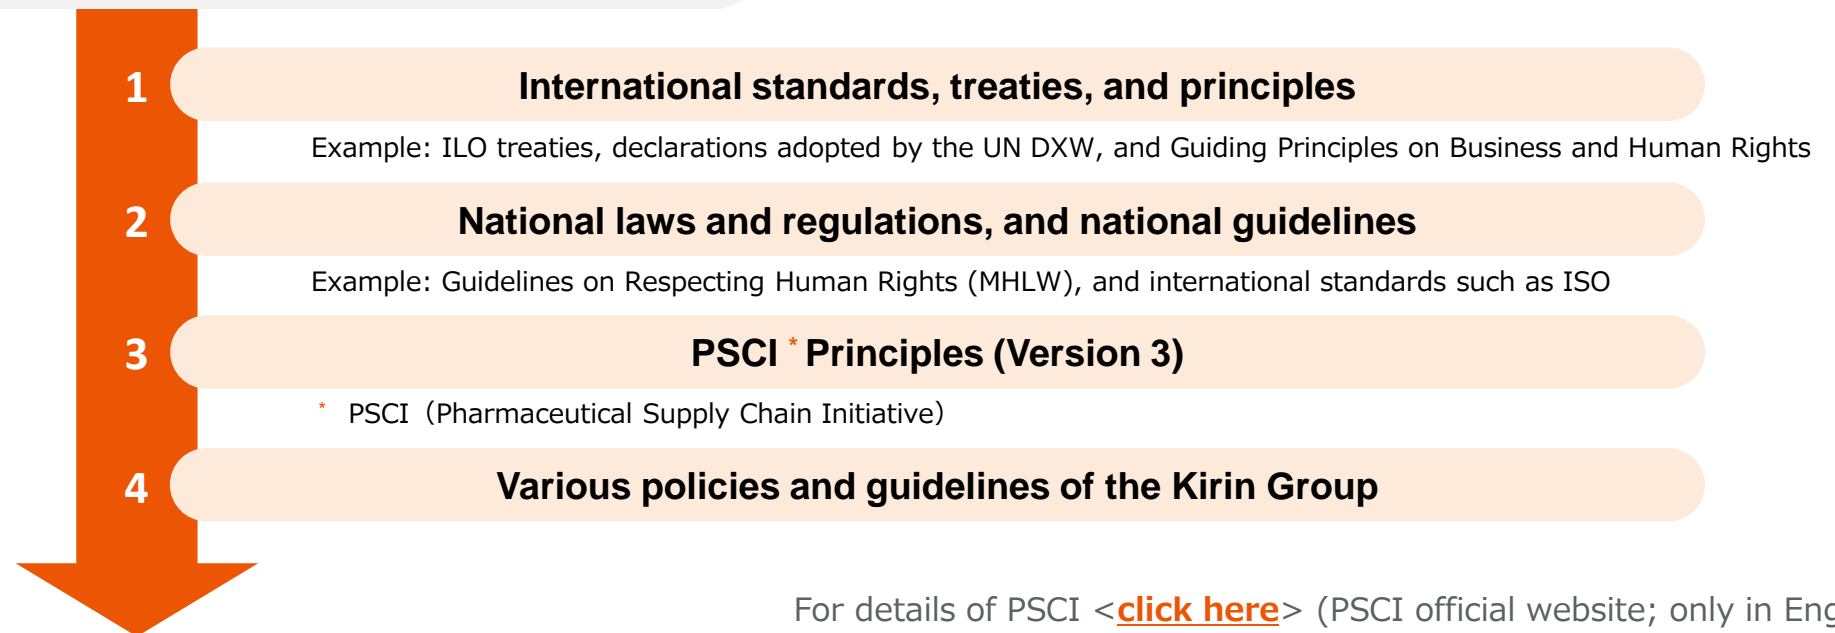 1 International standards, treaties, and principles
Example: ILO treaties, declarations adopted by the UN DXW, and Guiding Principles on Business and Human Rights
2 National laws and regulations, and national guidelines
Example: Guidelines on Respecting Human Rights (MHLW), and international standards such as ISO
3 PSCI * Principles (Version 3)
* PSCI（Pharmaceutical Supply Chain Initiative）
4 Various policies and guidelines of the Kirin Group
For details of PSCI <click here> (PSCI official website; only in